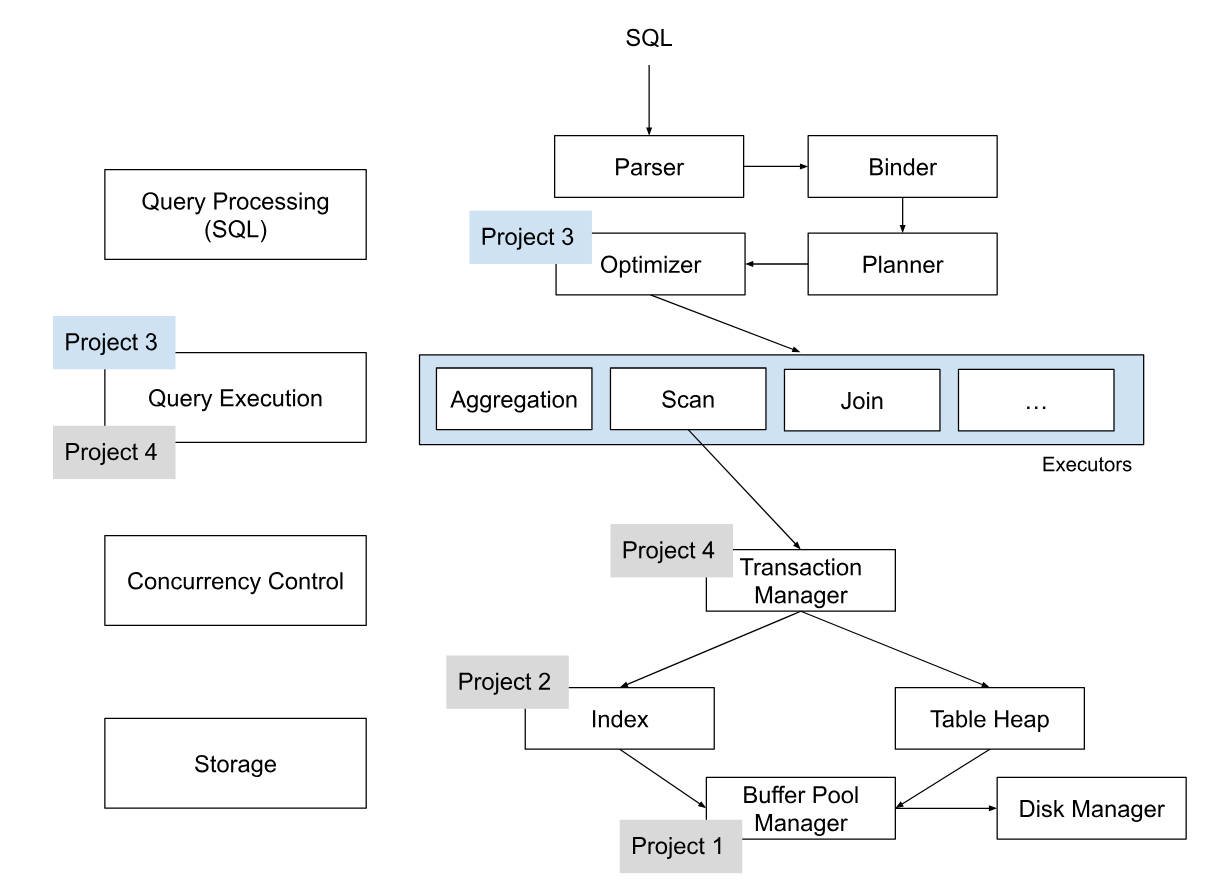 SQL
Parser
Binder
Query Processing
(SQL)
Project 3
Optimizer
Planner
Project 3
Query Execution
Project 4
Aggregation
Scan
Join
...
Executors
Project 4
Transaction
Manager
Concurrency Control
Project 2
Index
Table Heap
Storage
Buffer Pool
Manager
Disk Manager
Project 1